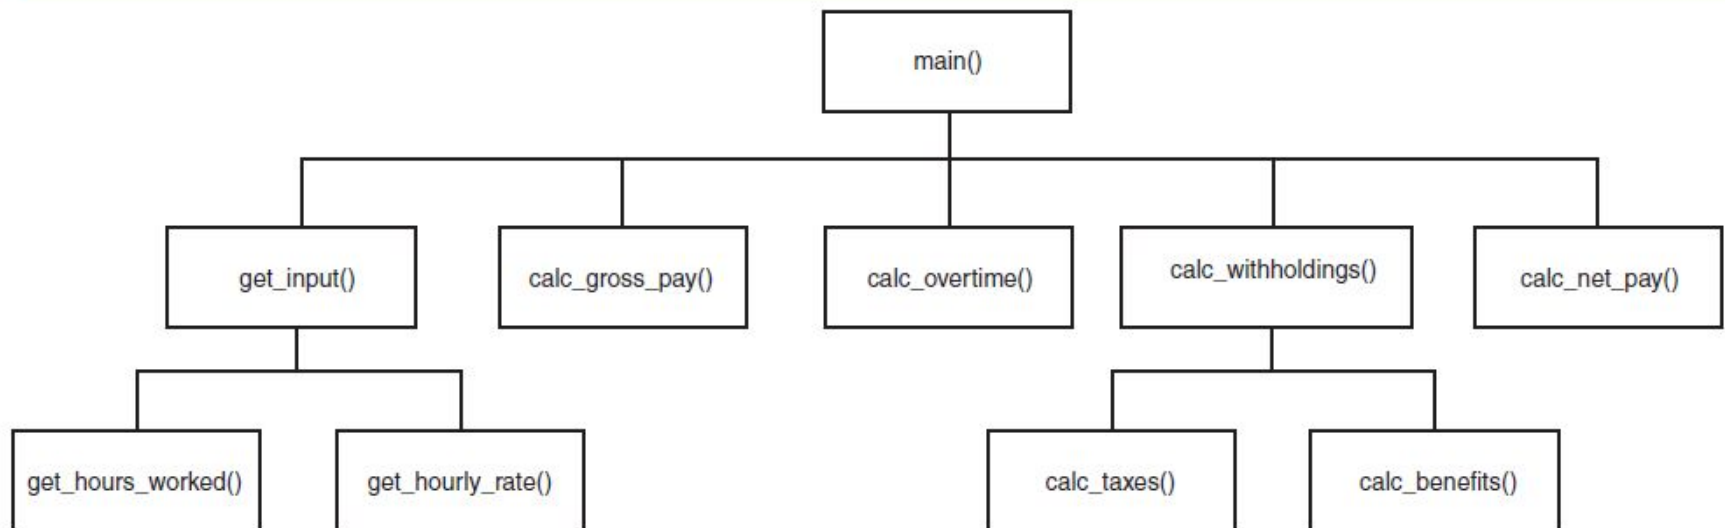 main()
get_input()
calc_gross_pay()
calc_overtime()
calc_withholdings()
calc_net_pay()
get_hours_worked()
get_hourly_rate()
calc_taxes()
calc_benefits()